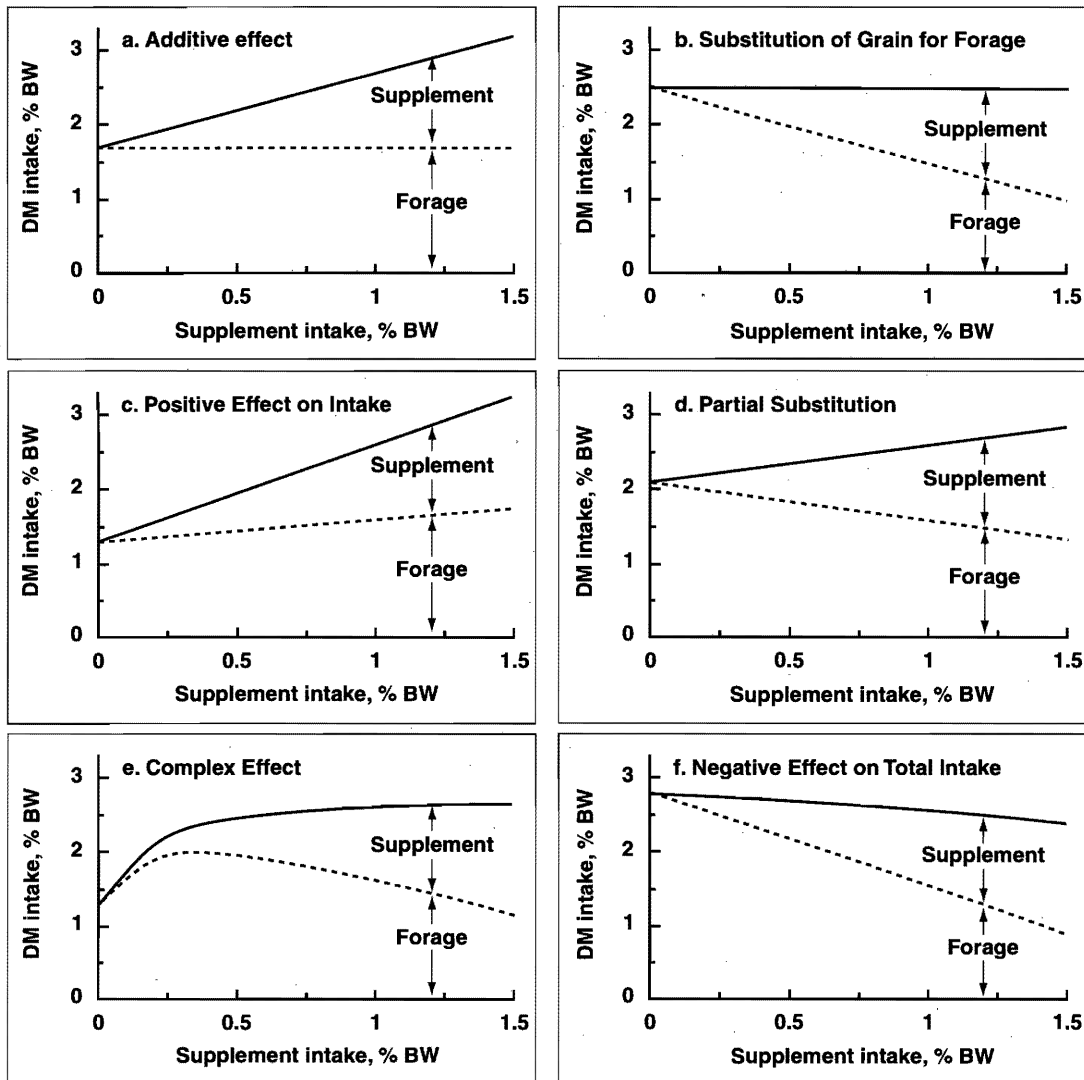 a. Additive effect
DM intake, % BW
3
2
1
0
Supplement
Forage
0 0.5 1 1.5
Supplement intake, % BW
b. Substitution of Grain for Forage
DM intake, % BW
3
2
1
0
Supplement
Forage
0 0.5 1 1.5
Supplement intake, % BW
c. Positive Effect on Intake
DM intake, % BW
3
2
1
0
Supplement
Forage
0 0.5 1 1.5
Supplement intake, % BW
d. Partial Substitution
DM intake, % BW
3
2
1
0
Supplement
Forage
0 0.5 1 1.5
Supplement intake, % BW
e. Complex Effect
DM intake, % BW
3
2
1
0
Supplement
Forage
0 0.5 1 1.5
Supplement intake, % BW
f. Negative Effect on Total Intake
DM intake, % BW
3
2
1
0
Supplement
Forage
0 0.5 1 1.5
Supplement intake, % BW